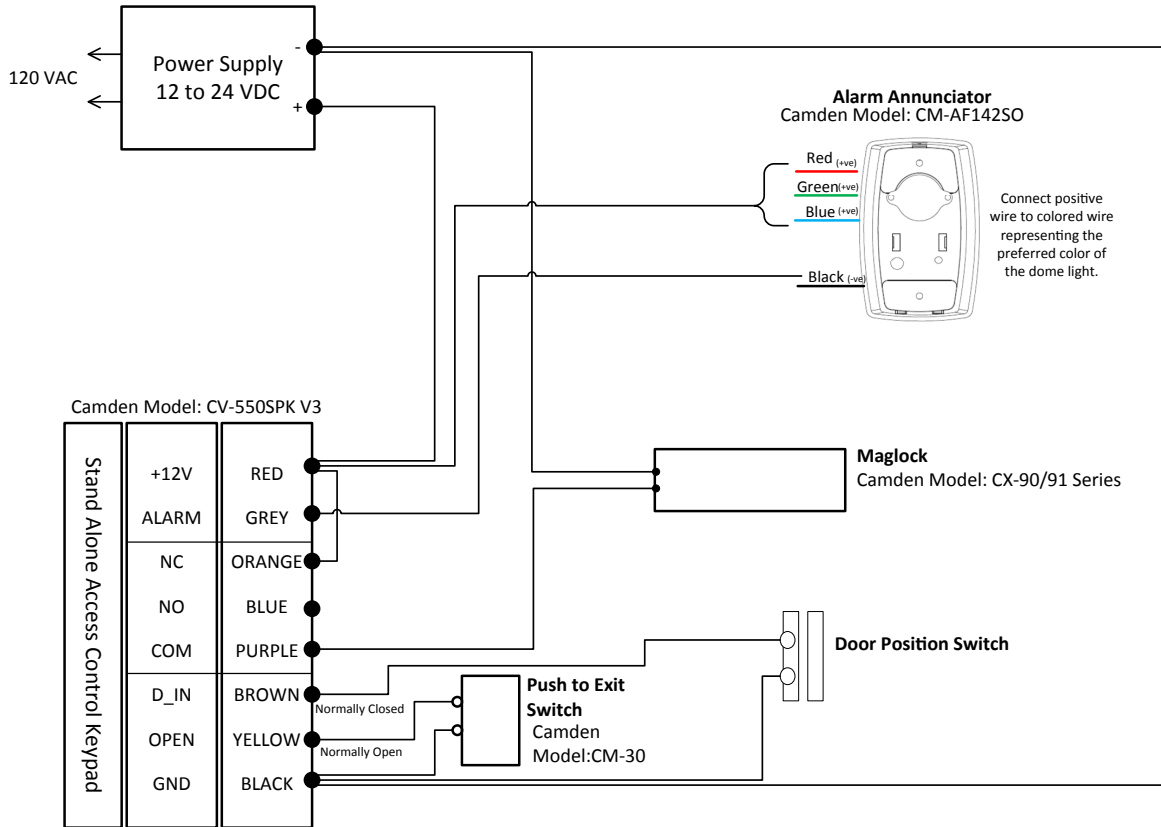 120 VAC
Power Supply
12 to 24 VDC
-
+
Alarm Annunciator
Camden Model: CM-AF142SO
Red (+ve)
Green(+ve)
Blue (+ve)
Black (-ve)
Connect positive
wire to colored wire
representing the
preferred color of
the dome light.
Camden Model: CV-550SPK V3
Stand Alone Access Control Keypad
+12V RED
ALARM GREY
NC ORANGE
NO BLUE
COM PURPLE
D_IN BROWN
OPEN YELLOW
GND BLACK
Normally Closed
Normally Open
Maglock
Camden Model: CX-90/91 Series
Door Position Switch
Push to Exit
Switch
Camden
Model:CM-30